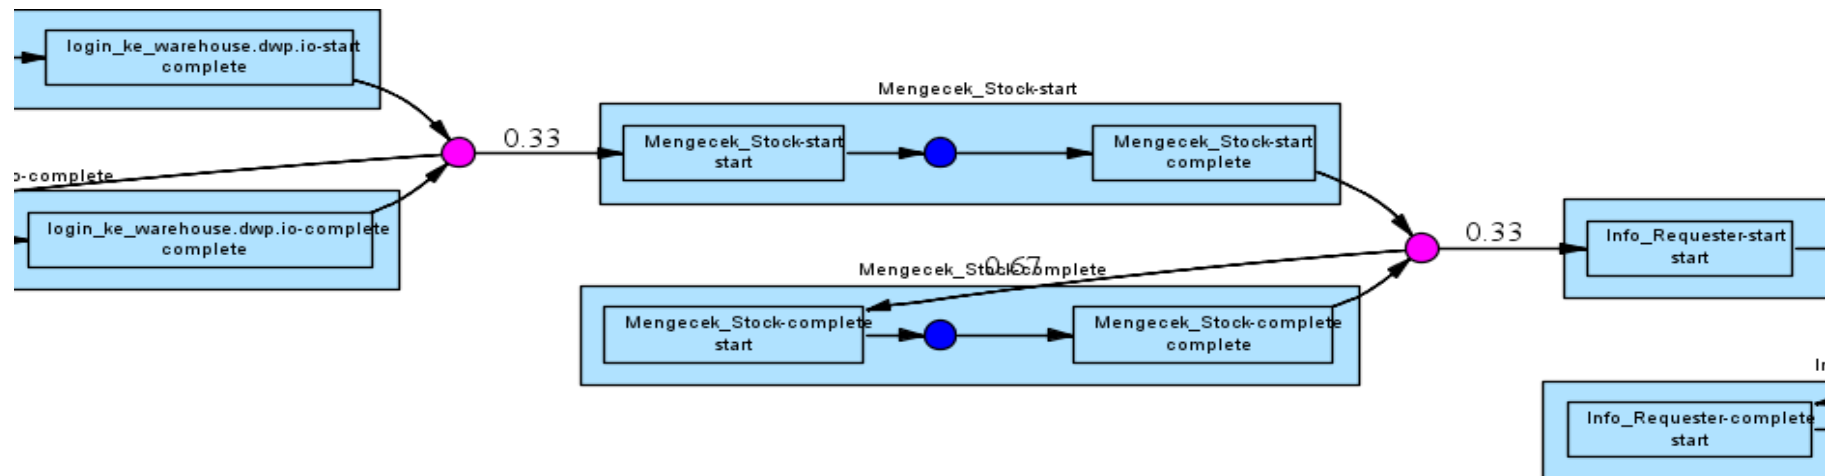 login_ke_warehouse.dwp.io-start
complete
Mengecek_Stock-start
0.33
Mengecek_Stock-start
start
Mengecek_Stock-start
complete
o-complete
login_ke_warehouse.dwp.io-complete
complete
0.33
Info_Requester-start
start
Mengecek_Stock-complete
0.67
Mengecek_Stock-complete
start
Mengecek_Stock-complete
complete
Info_Requester-complete
start